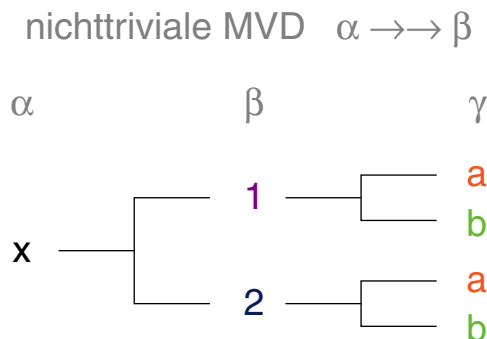 nichttriviale MVD α →→ β
α β γ
a
1
b
x
a
2
b